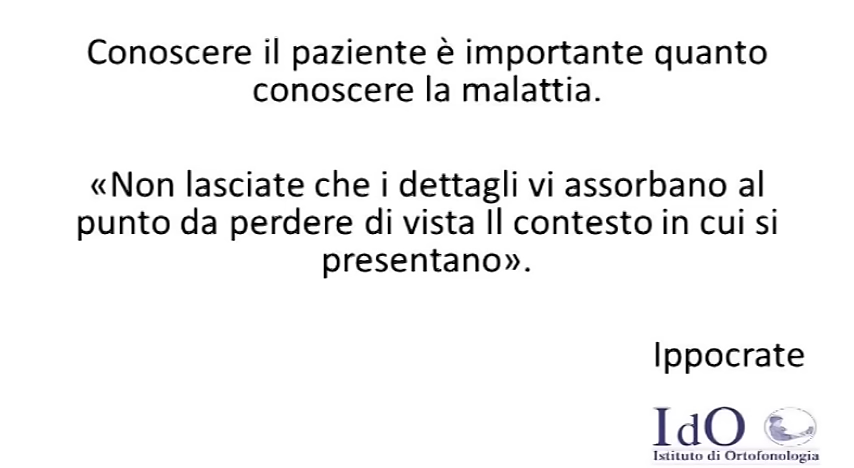 Conoscere il paziente è importante quanto
conoscere la malattia.
«Non lasciate che i dettagli vi assorbano al
punto da perdere di vista Il contesto in cui si
presentano».
Ippocrate
IdO
Istituto di Ortofonologia